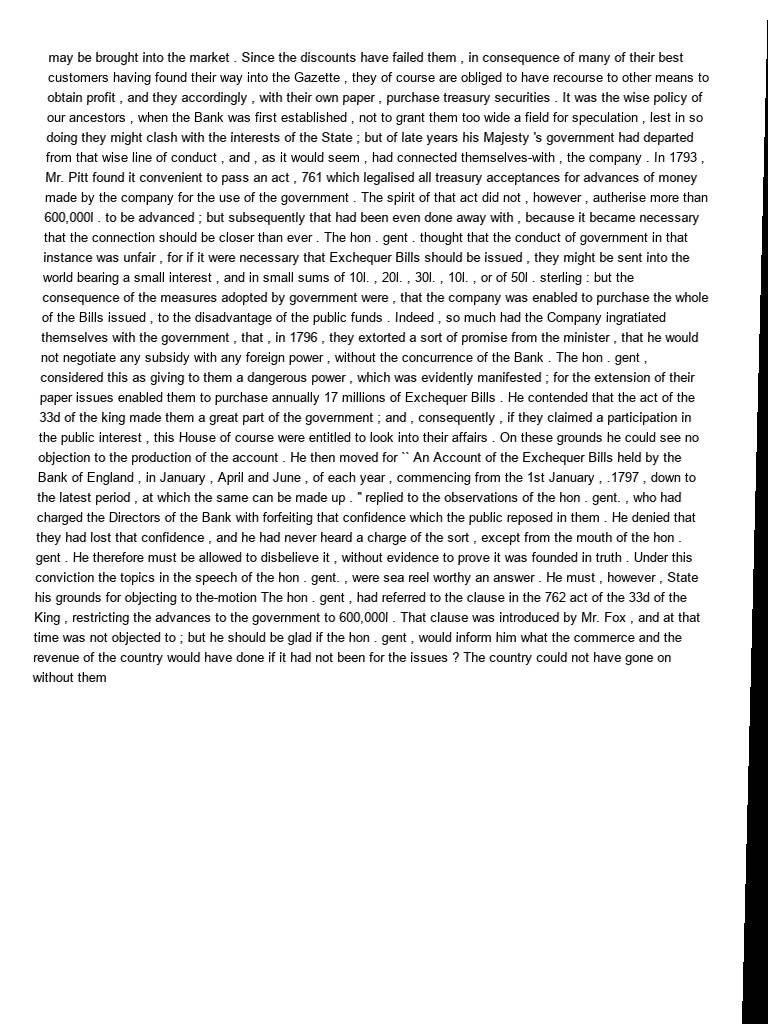 may be brought into the market . Since the discounts have failed them , in consequence of many of their best
customers having found their way into the Gazette , they of course are obliged to have recourse to other means to
obtain profit , and they accordingly , with their own paper , purchase treasury securities . It was the wise policy of
our ancestors , when the Bank was first established , not to grant them too wide a field for speculation , lest in so
doing they might clash with the interests of the State ; but of late years his Majesty 's government had departed
from that wise line of conduct , and , as it would seem , had connected themselves-with , the company . In 1793 ,
Mr. Pitt found it convenient to pass an act , 761 which legalised all treasury acceptances for advances of money
made by the company for the use of the government . The spirit of that act did not , however , autherise more than
600,000l . to be advanced ; but subsequently that had been even done away with , because it became necessary
that the connection should be closer than ever . The hon . gent . thought that the conduct of government in that
instance was unfair , for if it were necessary that Exchequer Bills should be issued , they might be sent into the
world bearing a small interest , and in small sums of 10l. , 20l. , 30l. , 10l. , or of 50l . sterling : but the
consequence of the measures adopted by government were , that the company was enabled to purchase the whole
of the Bills issued , to the disadvantage of the public funds . Indeed , so much had the Company ingratiated
themselves with the government , that , in 1796 , they extorted a sort of promise from the minister , that he would
not negotiate any subsidy with any foreign power , without the concurrence of the Bank . The hon . gent ,
considered this as giving to them a dangerous power , which was evidently manifested ; for the extension of their
paper issues enabled them to purchase annually 17 millions of Exchequer Bills . He contended that the act of the
33d of the king made them a great part of the government ; and , consequently , if they claimed a participation in
the public interest , this House of course were entitled to look into their affairs . On these grounds he could see no
objection to the production of the account . He then moved for `` An Account of the Exchequer Bills held by the
Bank of England , in January , April and June , of each year , commencing from the 1st January , .1797 , down to
the latest period , at which the same can be made up . " replied to the observations of the hon . gent. , who had
charged the Directors of the Bank with forfeiting that confidence which the public reposed in them . He denied that
they had lost that confidence , and he had never heard a charge of the sort , except from the mouth of the hon .
gent . He therefore must be allowed to disbelieve it , without evidence to prove it was founded in truth . Under this
conviction the topics in the speech of the hon . gent. , were sea reel worthy an answer . He must , however , State
his grounds for objecting to the-motion The hon . gent , had referred to the clause in the 762 act of the 33d of the
King , restricting the advances to the government to 600,000l . That clause was introduced by Mr. Fox , and at that
time was not objected to ; but he should be glad if the hon . gent , would inform him what the commerce and the
revenue of the country would have done if it had not been for the issues ? The country could not have gone on
without them